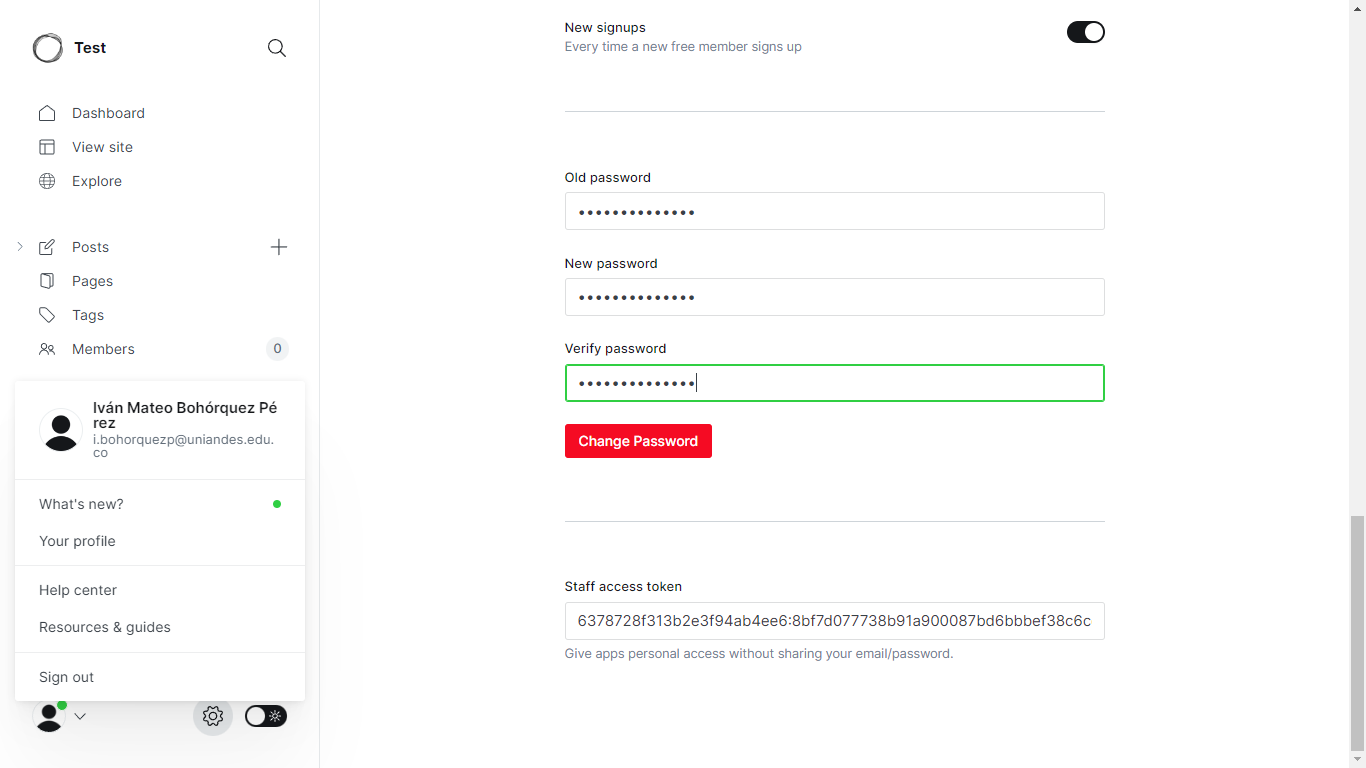 Test
Dashboard
View site
Explore
Posts
Pages
Tags
Members
0
Iván Mateo Bohórquez Pé
rez
i.bohorquezp@uniandes.edu.
co
What's new?
Your profile
Help center
Resources & guides
Sign out
New signups
Every time a new free member signs up
Old password
••••••••••••••
New password
••••••••••••••
Verify password
••••••••••••••
Change Password
Staff access token
6378728f313b2e3f94ab4ee6:8bf7d077738b91a900087bd6bbbef38c6c
Give apps personal access without sharing your email/password.